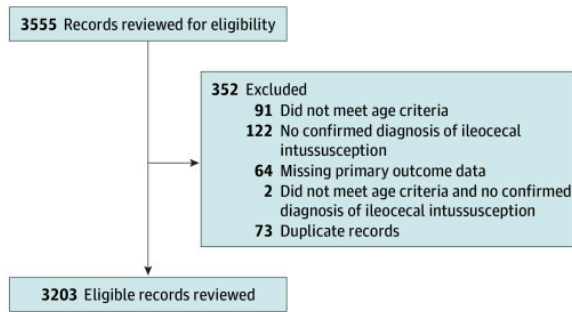 3555 Records reviewed for eligibility
352 Excluded
91 Did not meet age criteria
122 No confirmed diagnosis of ileocecal
intussusception
64 Missing primary outcome data
2 Did not meet age criteria and no confirmed
diagnosis of ileocecal intussusception
73 Duplicate records
3203 Eligible records reviewed